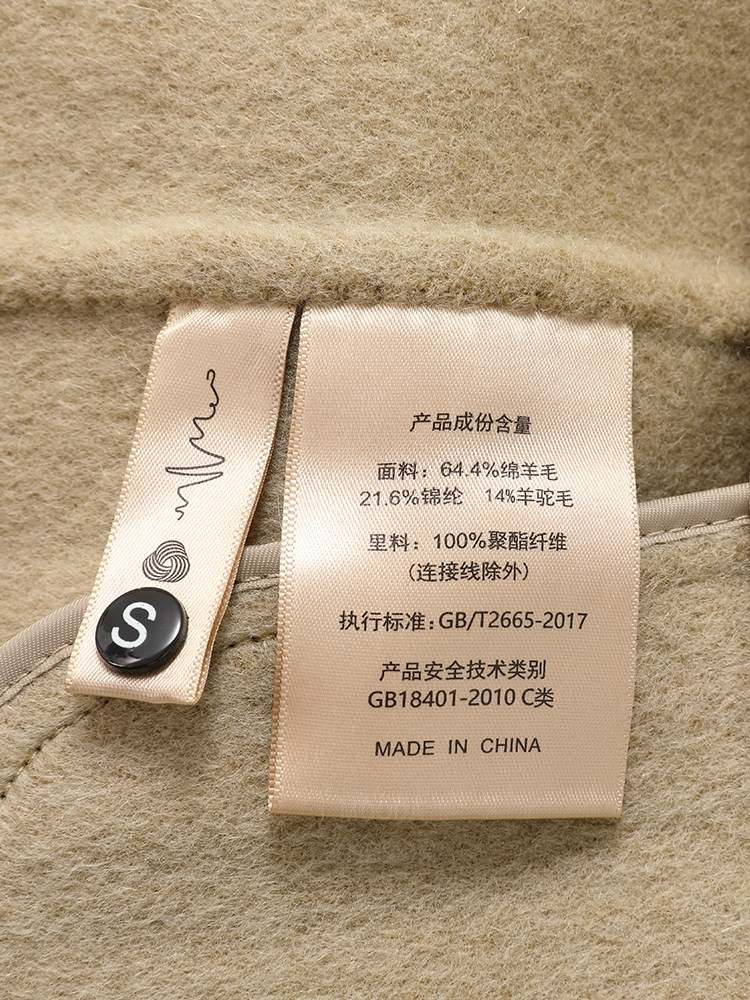 S
产品成份含量
面料：64.4%绵羊毛
21.6%锦纶 14%羊驼毛
里料：100%聚酯纤维
(连接线除外)
执行标准：GB/T2665-2017
产品安全技术类别
GB18401-2010 C类
MADE IN CHINA